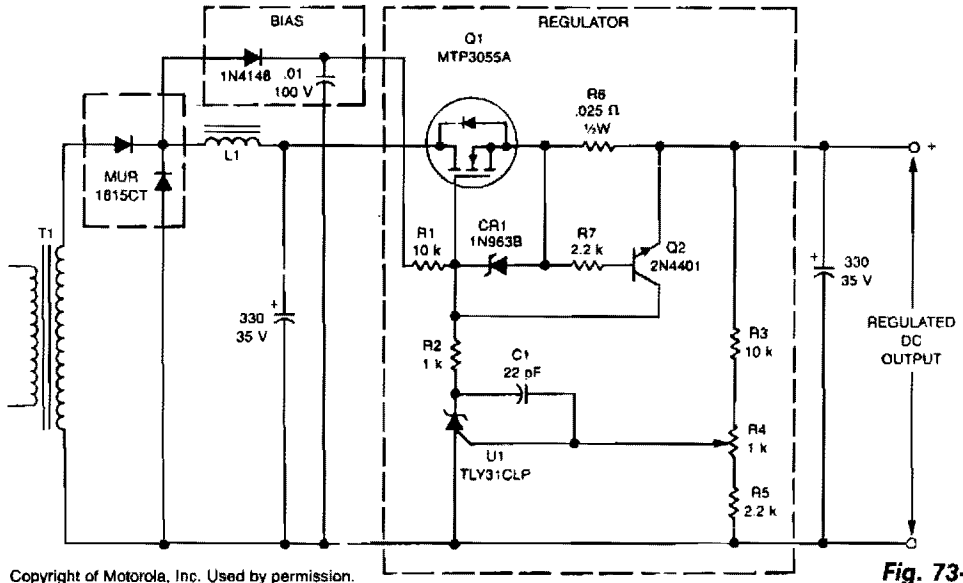 BIAS
REGULATOR
Q1
MTP3055A
1N4148
.01
100 V
R6
.025 Ω
½W
+
L1
MUR
1815CT
T1
R1
10 k
CR1
1N963B
R7
2.2 k
Q2
2N4401
+
330
35 V
+
330
35 V
REGULATED
DC
OUTPUT
R2
1 k
C1
22 pF
R3
10 k
R4
1 k
U1
TLY31CLP
R5
2.2 k
Copyright of Motorola, Inc. Used by permission.
Fig. 73-